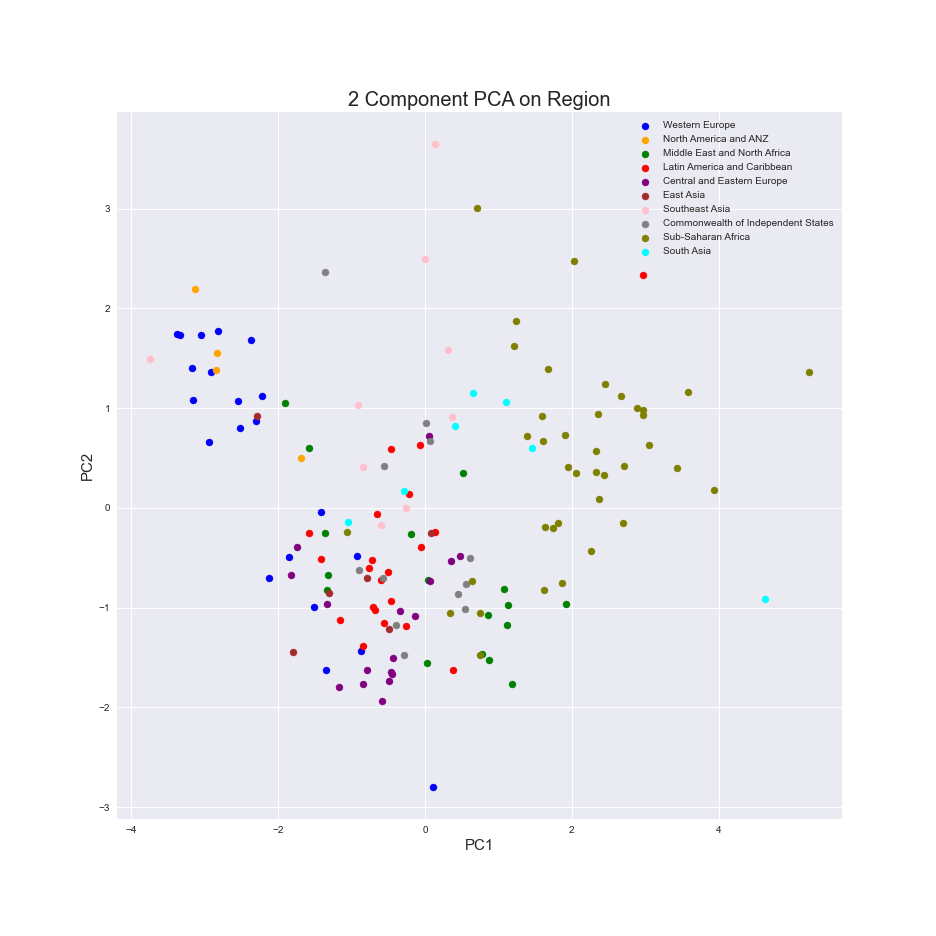 2 Component PCA on Region
Western Europe
North America and ANZ
Middle East and North Africa
Latin America and Caribbean
Central and Eastern Europe
East Asia
Southeast Asia
Commonwealth of Independent States
Sub-Saharan Africa
South Asia
PC2
3
2
1
0
−1
−2
−3
−4
−2
0
2
4
PC1